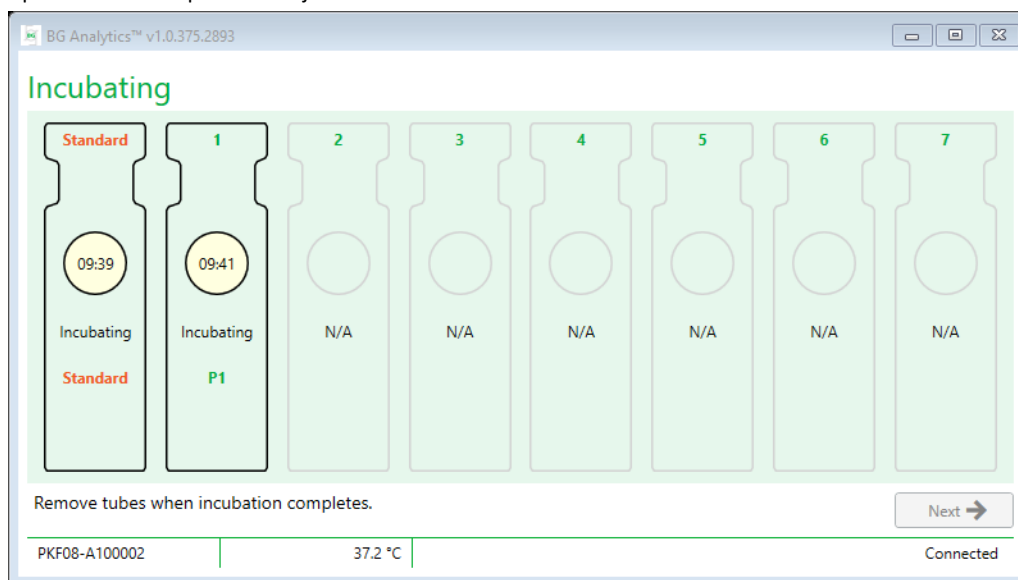 BG Analytics™ v1.0.375.2893
Incubating
Standard 1 2 3 4 5 6 7
09:39 09:41
Incubating Incubating N/A N/A N/A N/A N/A N/A
Standard P1
Remove tubes when incubation completes.
Next
PKF08-A100002 37.2 °C Connected